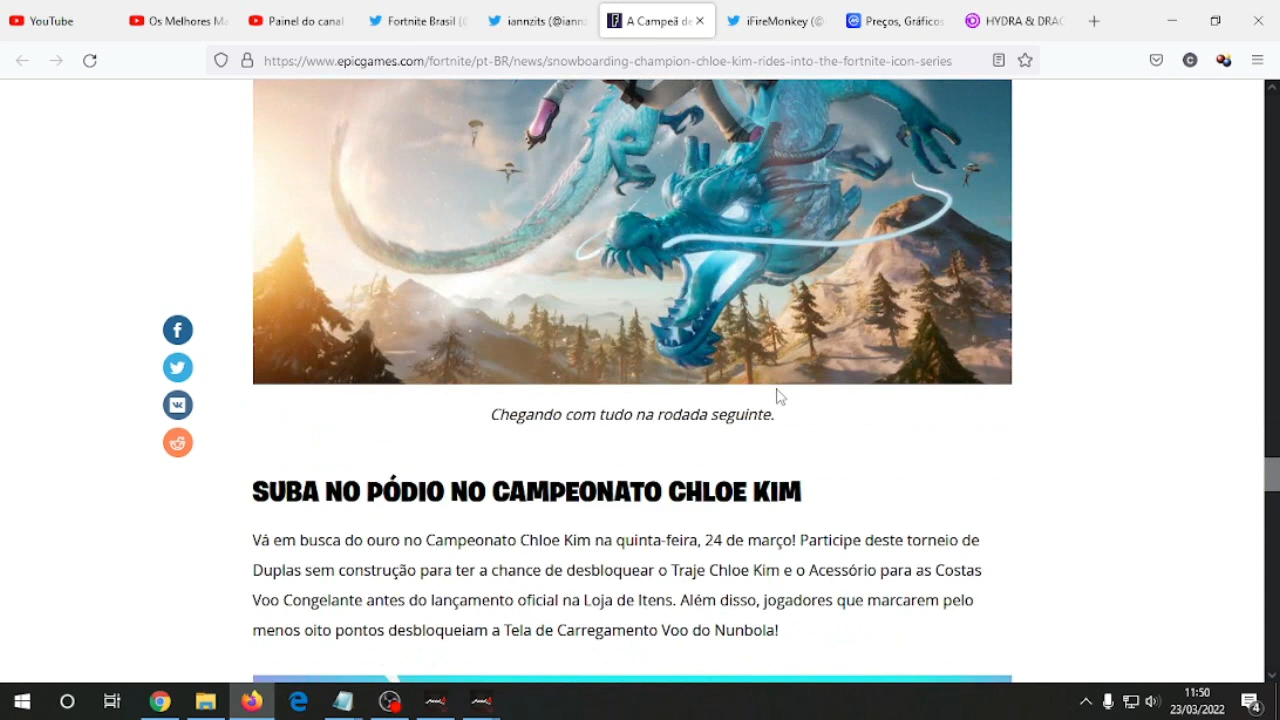 YouTube
Os Melhores Ma
Painel do canal
Fortnite Brasil (@
iannzits (@iannz
A Campeã de
iFireMonkey (@
Preços, Gráficos
HYDRA & DRAC
https://www.epicgames.com/fortnite/pt-BR/news/snowboarding-champion-chloe-kim-rides-into-the-fortnite-icon-series
Chegando com tudo na rodada seguinte.
SUBA NO PÓDIO NO CAMPEONATO CHLOE KIM
Vá em busca do ouro no Campeonato Chloe Kim na quinta-feira, 24 de março! Participe deste torneio de
Duplas sem construção para ter a chance de desbloquear o Traje Chloe Kim e o Acessório para as Costas
Voo Congelante antes do lançamento oficial na Loja de Itens. Além disso, jogadores que marcarem pelo
menos oito pontos desbloqueiam a Tela de Carregamento Voo do Nunbola!
11:50
23/03/2022
4